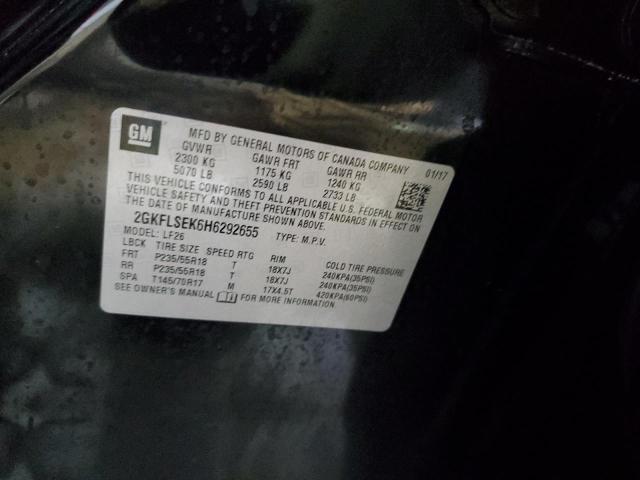 GM
MFD BY GENERAL MOTORS OF CANADA COMPANY 01/17
GVWR GAWR FRT GAWR RR
2300 KG 1175 KG 1240 KG
5070 LB 2590 LB 2733 LB
THIS VEHICLE CONFORMS TO ALL APPLICABLE U.S. FEDERAL MOTOR
VEHICLE SAFETY AND THEFT PREVENTION STANDARDS IN EFFECT ON
THE DATE OF MANUFACTURE SHOWN ABOVE.
2GKFLSEK6H6292655 TYPE: M.P.V.
MODEL: LF26
LBCK TIRE SIZE SPEED RTG RIM COLD TIRE PRESSURE
FRT P235/55R18 T 18X7J 240KPA(35PSI)
RR P235/55R18 T 18X7J 240KPA(35PSI)
SPA T145/70R17 M 17X4.5T 420KPA(60PSI)
SEE OWNER'S MANUAL FOR MORE INFORMATION